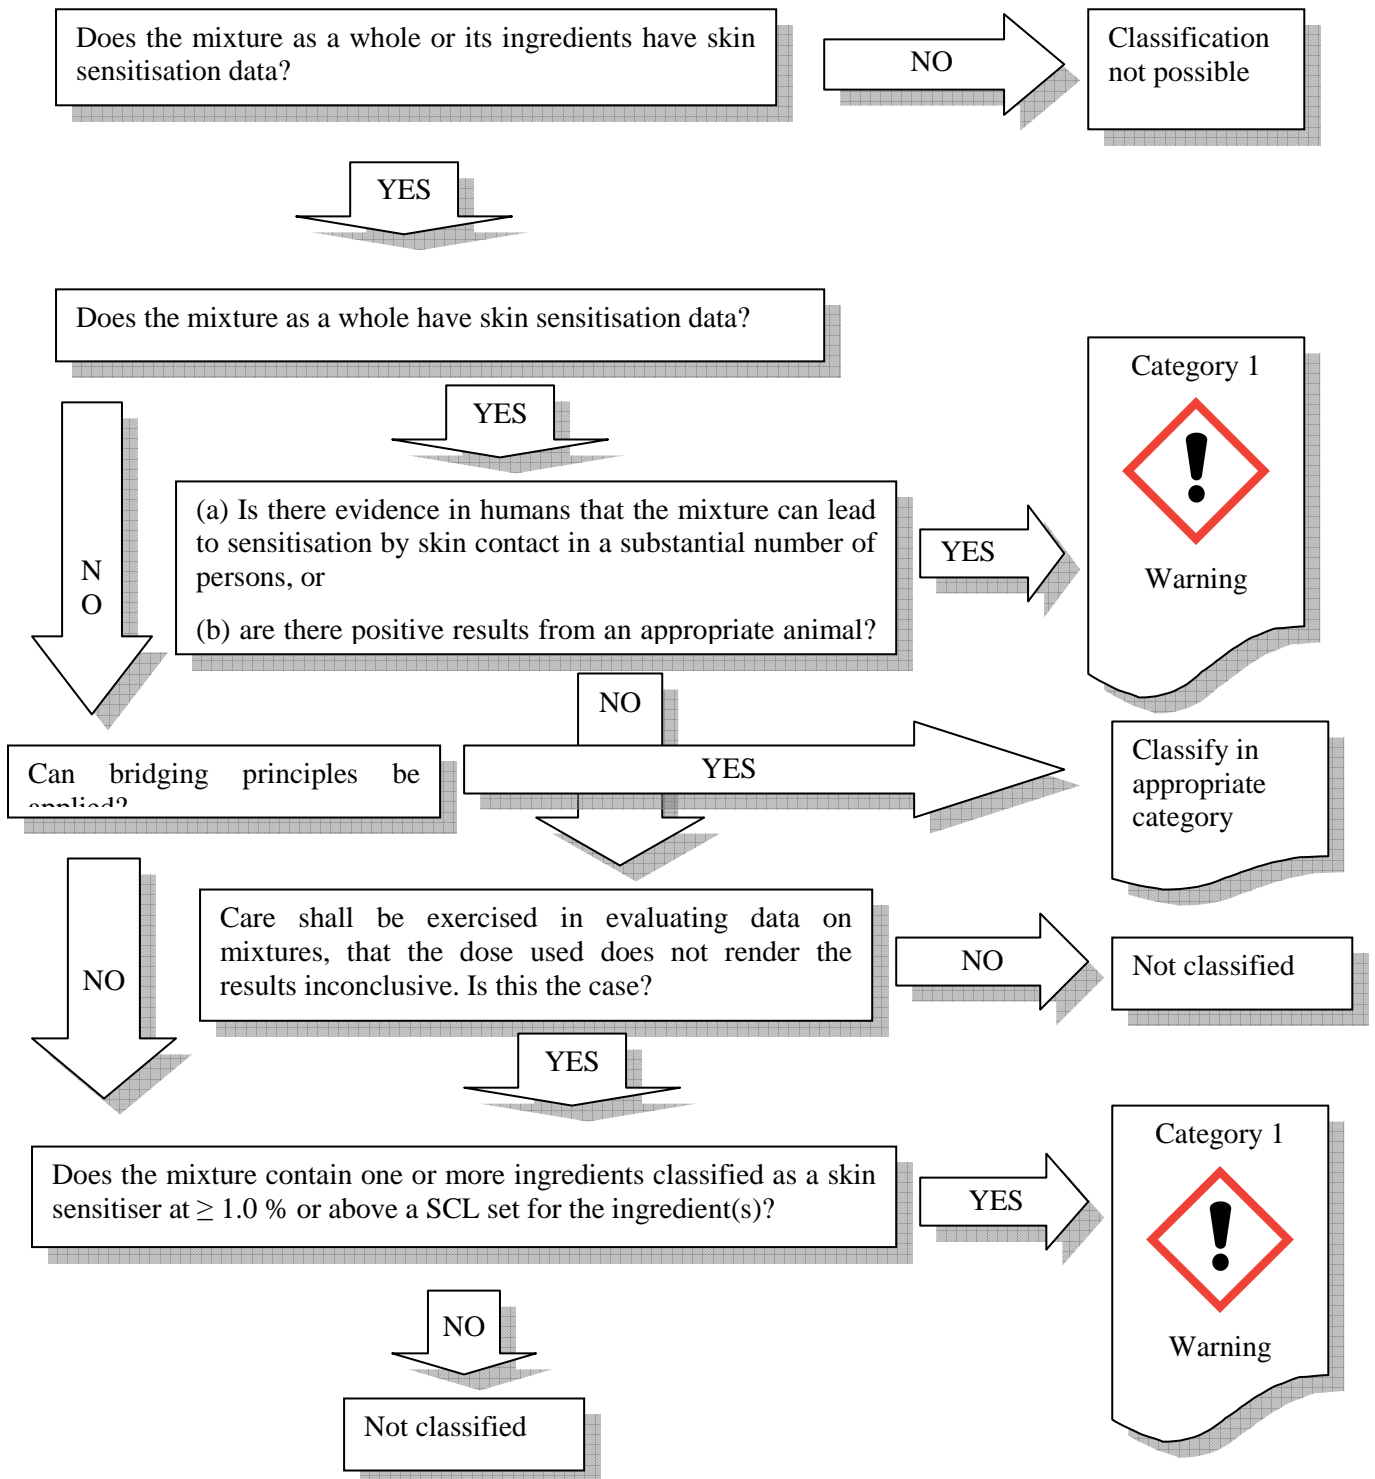 Does the mixture as a whole or its ingredients have skin
sensitisation data?
NO
Classification
not possible
YES
Does the mixture as a whole have skin sensitisation data?
YES
Category 1
Warning
N
O
(a) Is there evidence in humans that the mixture can lead
to sensitisation by skin contact in a substantial number of
persons, or
(b) are there positive results from an appropriate animal?
YES
NO
Can bridging principles be
applied?
YES
Classify in
appropriate
category
NO
Care shall be exercised in evaluating data on
mixtures, that the dose used does not render the
results inconclusive. Is this the case?
NO
Not classified
YES
Does the mixture contain one or more ingredients classified as a skin
sensitiser at ≥ 1.0 % or above a SCL set for the ingredient(s)?
YES
Category 1
Warning
NO
Not classified